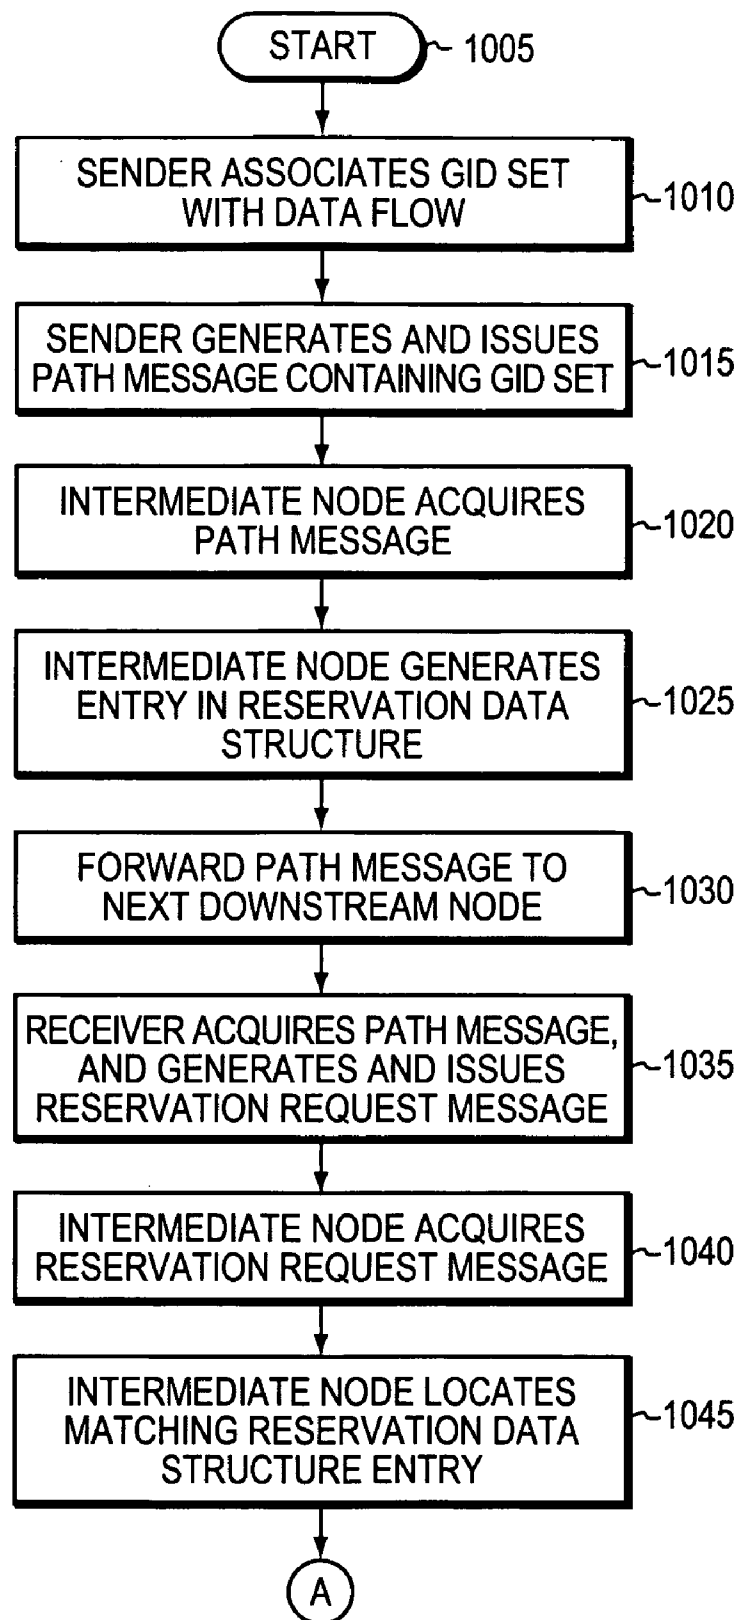 START
1005
SENDER ASSOCIATES GID SET
WITH DATA FLOW
1010
SENDER GENERATES AND ISSUES
PATH MESSAGE CONTAINING GID SET
1015
INTERMEDIATE NODE ACQUIRES
PATH MESSAGE
1020
INTERMEDIATE NODE GENERATES
ENTRY IN RESERVATION DATA
STRUCTURE
1025
FORWARD PATH MESSAGE TO
NEXT DOWNSTREAM NODE
1030
RECEIVER ACQUIRES PATH MESSAGE,
AND GENERATES AND ISSUES
RESERVATION REQUEST MESSAGE
1035
INTERMEDIATE NODE ACQUIRES
RESERVATION REQUEST MESSAGE
1040
INTERMEDIATE NODE LOCATES
MATCHING RESERVATION DATA
STRUCTURE ENTRY
1045
A